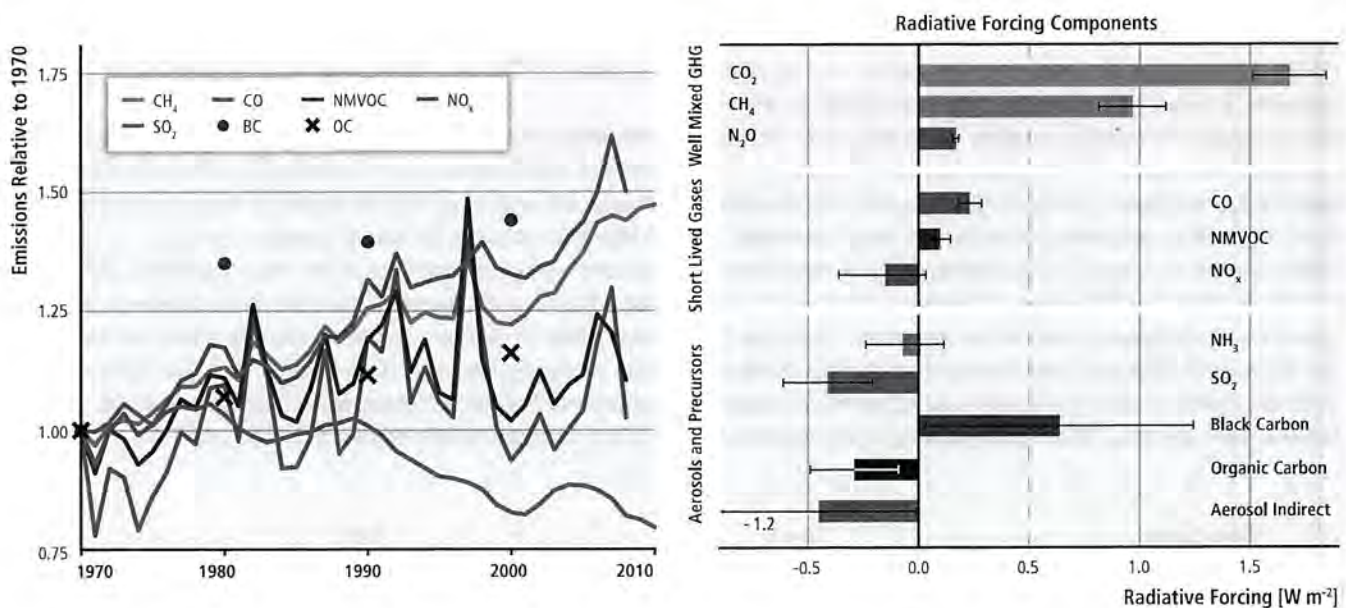 Emissions Relative to 1970
1.75
1.50
1.25
1.00
0.75
CH₄ CO NMVOC NOₓ
SO₂ BC OC
1970 1980 1990 2000 2010
Radiative Forcing Components
Well Mixed GHG
CO₂
CH₄
N₂O
Short Lived Gases
CO
NMVOC
NOₓ
Aerosols and Precursors
NH₃
SO₂
Black Carbon
Organic Carbon
Aerosol Indirect
-1.2
-0.5 0.0 0.5 1.0 1.5
Radiative Forcing [W m⁻²]